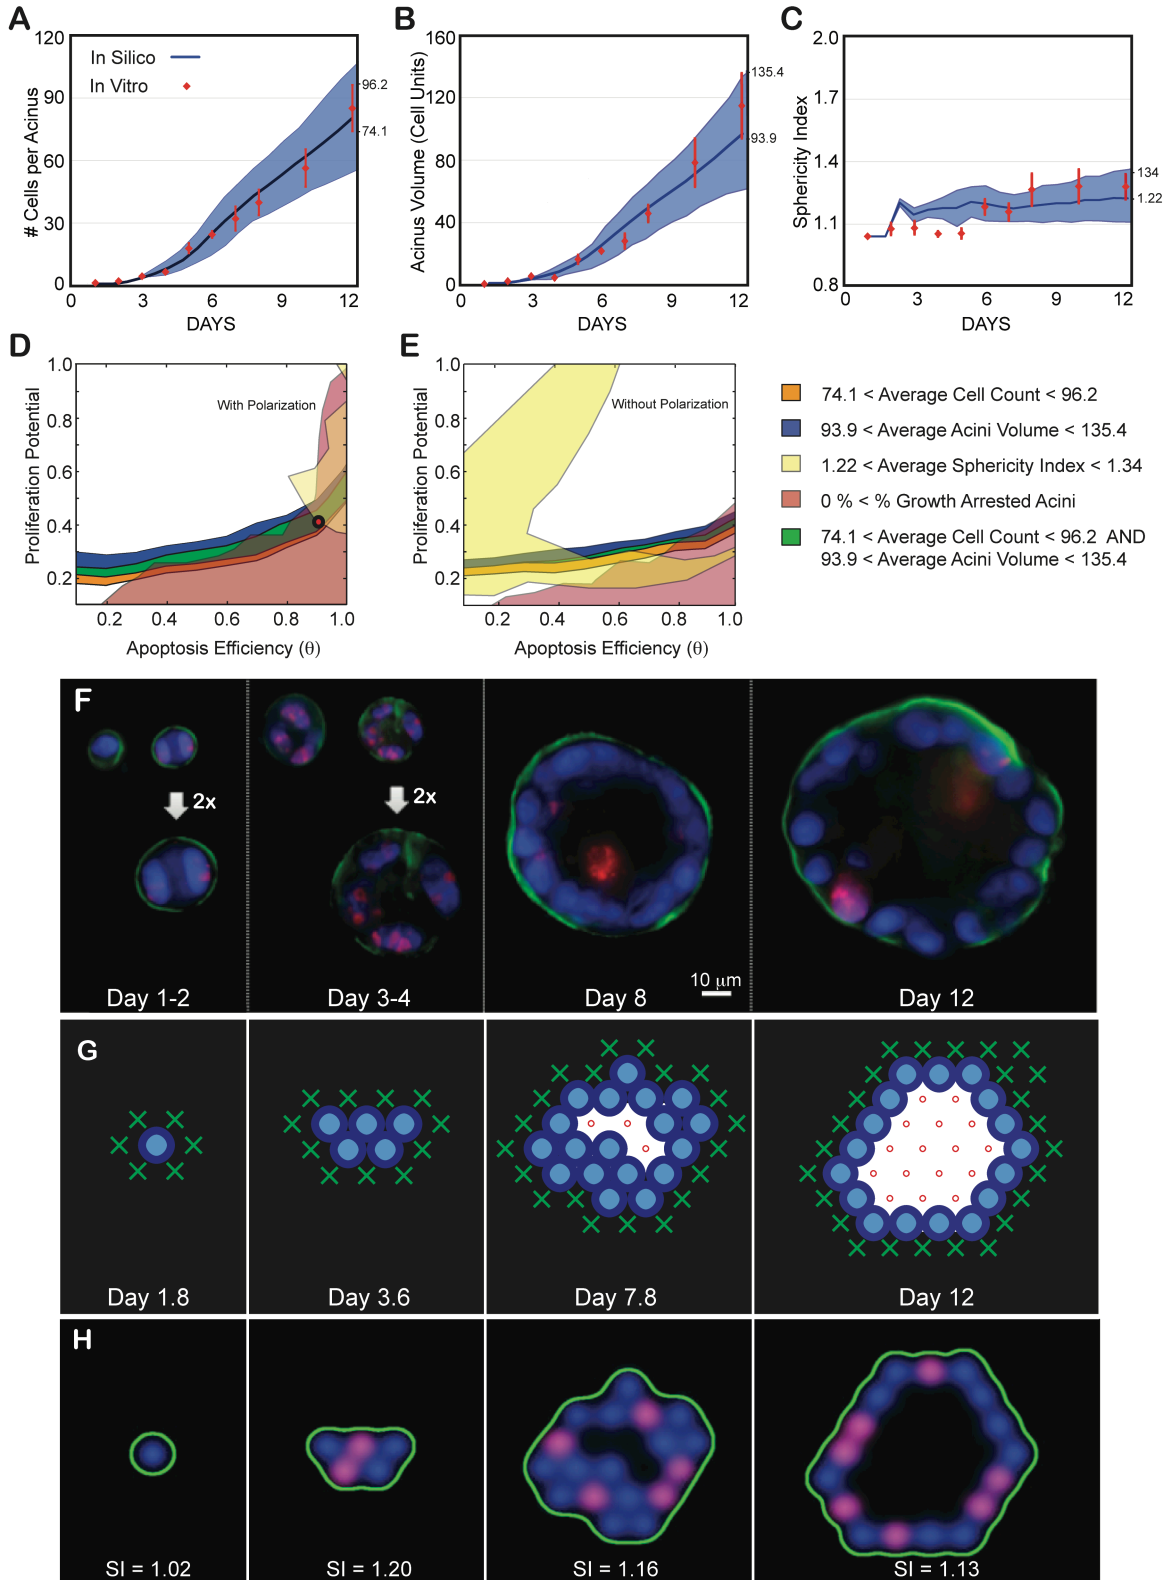 A
B
C
120
90
60
30
0
# Cells per Acinus
In Silico
In Vitro
96.2
74.1
0
3
6
9
12
DAYS
160
120
80
40
0
Acinus Volume (Cell Units)
135.4
93.9
0
3
6
9
12
DAYS
2.0
1.7
1.4
1.1
0.8
Sphericity Index
134
1.22
0
3
6
9
12
DAYS
D
E
1.0
0.8
0.6
0.4
0.2
Proliferation Potential
With Polarization
0.2
0.4
0.6
0.8
1.0
Apoptosis Efficiency (θ)
1.0
0.8
0.6
0.4
0.2
Proliferation Potential
Without Polarization
0.2
0.4
0.6
0.8
1.0
Apoptosis Efficiency (θ)
74.1 < Average Cell Count < 96.2
93.9 < Average Acini Volume < 135.4
1.22 < Average Sphericity Index < 1.34
0 % < % Growth Arrested Acini
74.1 < Average Cell Count < 96.2 AND
93.9 < Average Acini Volume < 135.4
F
2x
2x
10 μm
Day 1-2
Day 3-4
Day 8
Day 12
G
Day 1.8
Day 3.6
Day 7.8
Day 12
H
SI = 1.02
SI = 1.20
SI = 1.16
SI = 1.13